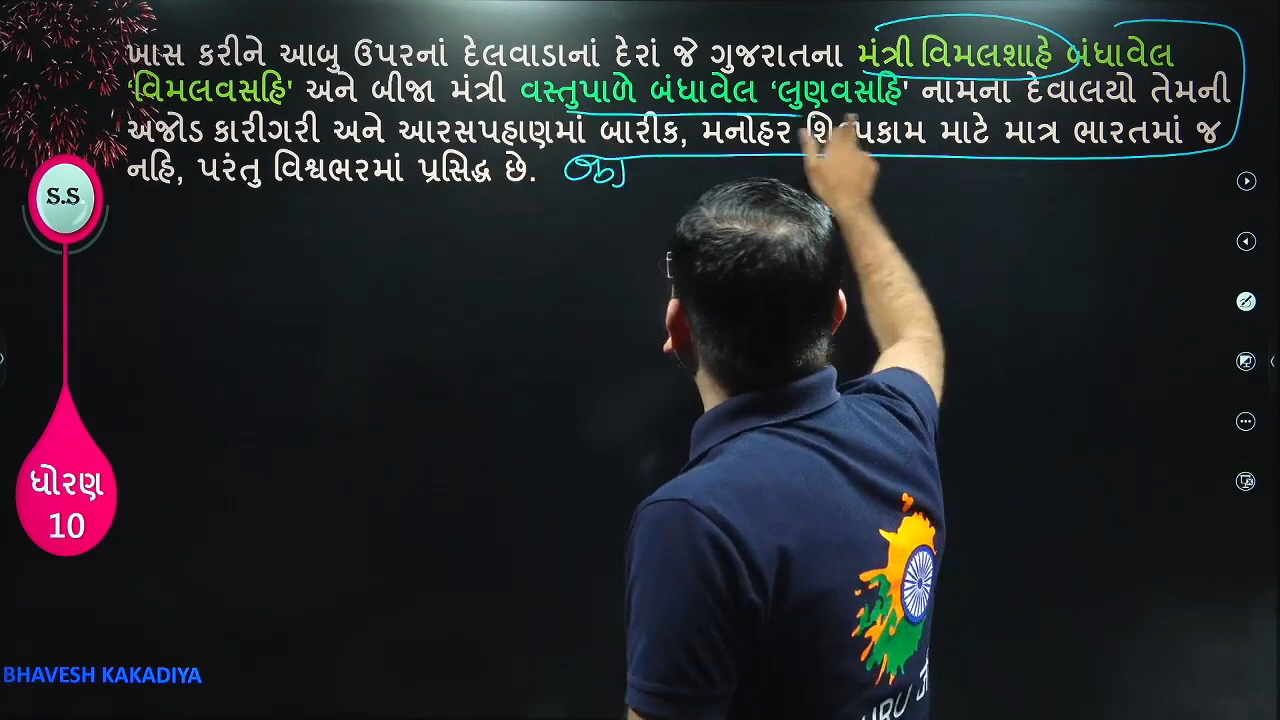 ખાસ કરીને આબુ ઉપરનાં દેલવાડાનાં દેરાં જે ગુજરાતના મંત્રી વિમલશાહે બંધાવેલ
'વિમલવસહિ' અને બીજા મંત્રી વસ્તુપાળે બંધાવેલ 'લુણવસહિ' નામના દેવાલયો તેમની
અજોડ કારીગરી અને આરસપહાણમાં બારીક, મનોહર શિલ્પકામ માટે માત્ર ભારતમાં જ
નહિ, પરંતુ વિશ્વભરમાં પ્રસિદ્ધ છે.
S.S.
ધોરણ
10
BHAVESH KAKADIYA